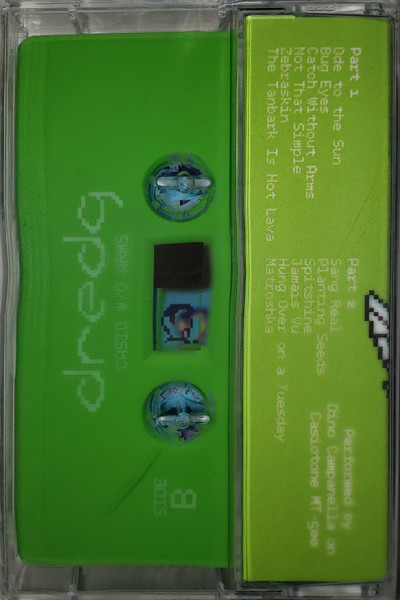 dredg
CASIO W/O ARMS
SIDE
B
Part 1
Ode to the Sun
Bug Eyes
Catch Without Arms
Not That Simple
Zebraskin
The Tanbark Is Hot Lava
Part 2
Sang Real
Planting Seeds
Spitshine
Jamais Vu
Hung Over on a Tuesday
Matroshka
Performed by
Dino Campanella on
Casiotone MT-500